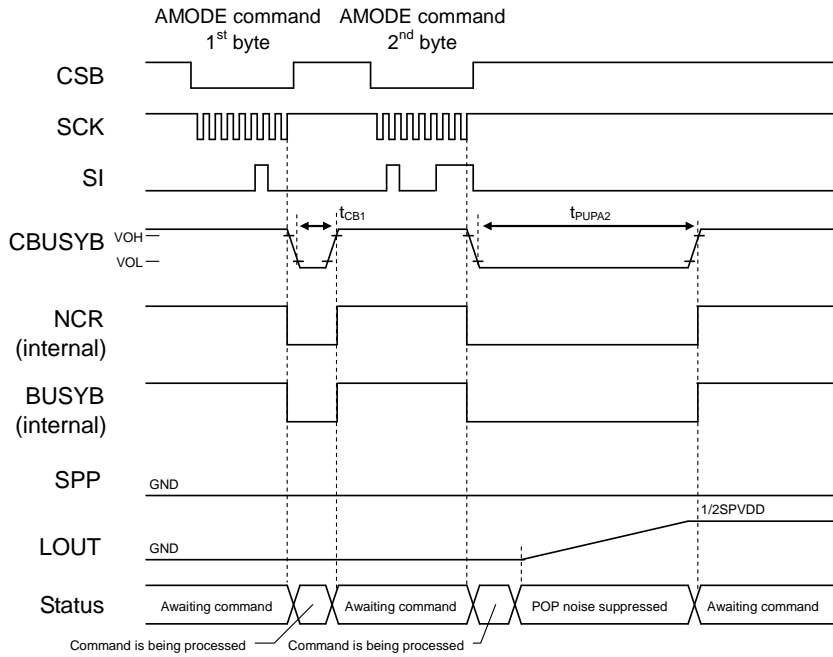 AMODE command
1st byte
AMODE command
2nd byte
CSB
SCK
SI
tCB1
tPUPA2
CBUSYB
VOH
VOL
NCR
(internal)
BUSYB
(internal)
SPP
GND
1/2SPVDD
LOUT
GND
Status
Awaiting command
Awaiting command
POP noise suppressed
Awaiting command
Command is being processed
Command is being processed